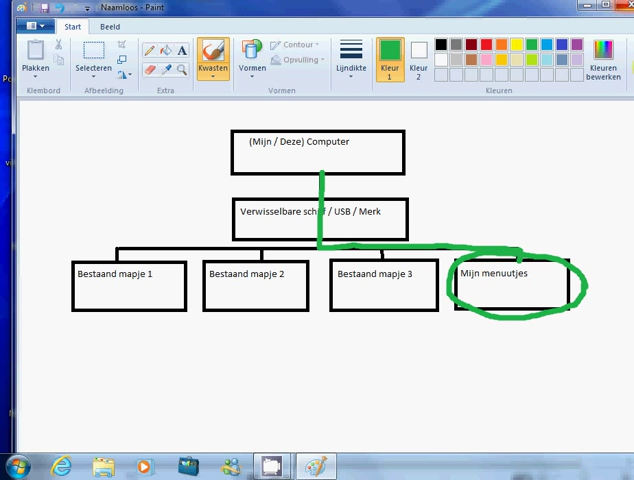 Naamloos - Paint
Start Beeld
Plakken
Selecteren
Kwasten
Vormen
Contour
Opvulling
Lijndikte
Kleur
1
Kleur
2
Kleuren
bewerken
Klembord Afbeelding Extra Vormen Kleuren
(Mijn / Deze) Computer
Verwisselbare schijf / USB / Merk
Bestaand mapje 1 Bestaand mapje 2 Bestaand mapje 3 Mijn menuutjes